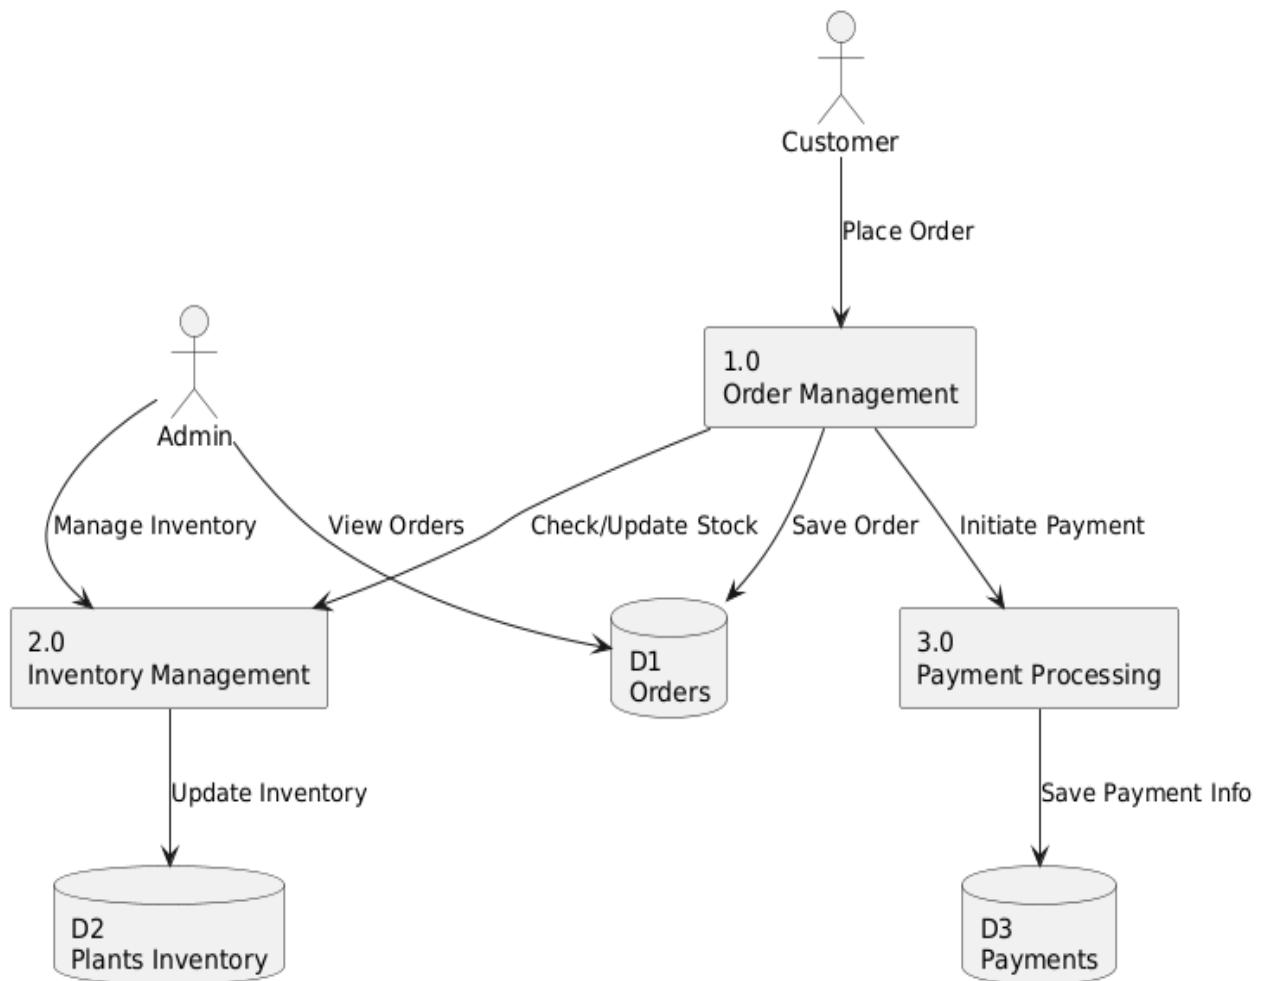 Customer
Place Order
1.0
Order Management
Admin
Manage Inventory
View Orders
Check/Update Stock
Save Order
Initiate Payment
2.0
Inventory Management
D1
Orders
3.0
Payment Processing
Update Inventory
Save Payment Info
D2
Plants Inventory
D3
Payments